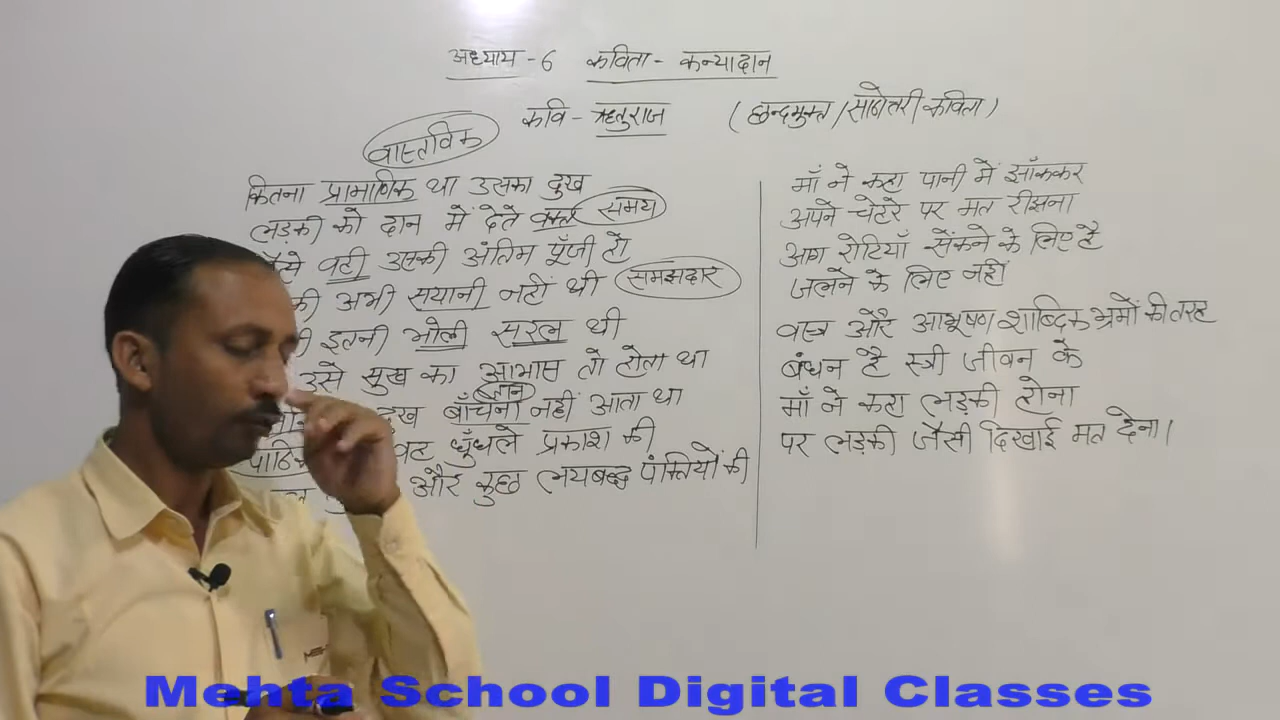 अध्याय - 6 कविता - कन्यादान
कवि - ऋतुराज (छन्दमुक्त / साठोत्तरी कविता)
वास्तविक
कितना प्रामाणिक था उसका दुख
लड़की को दान में देते वक्त समय
वही उसकी अंतिम पूँजी हो
अभी सयानी नहीं थी समझदार
इतनी भोली सरल थी
उसे सुख का आभास तो होता था
दुख बाँचना नहीं आता था
धुँधले प्रकाश की
और कुछ लयबद्ध पंक्तियों की
माँ ने कहा पानी में झाँककर
अपने चेहरे पर मत रीझना
आग रोटियाँ सेंकने के लिए है
जलने के लिए नहीं
वस्त्र और आभूषण शाब्दिक भ्रमों की तरह
बंधन है स्त्री जीवन के
माँ ने कहा लड़की होना
पर लड़की जैसी दिखाई मत देना।
Mehta School Digital Classes